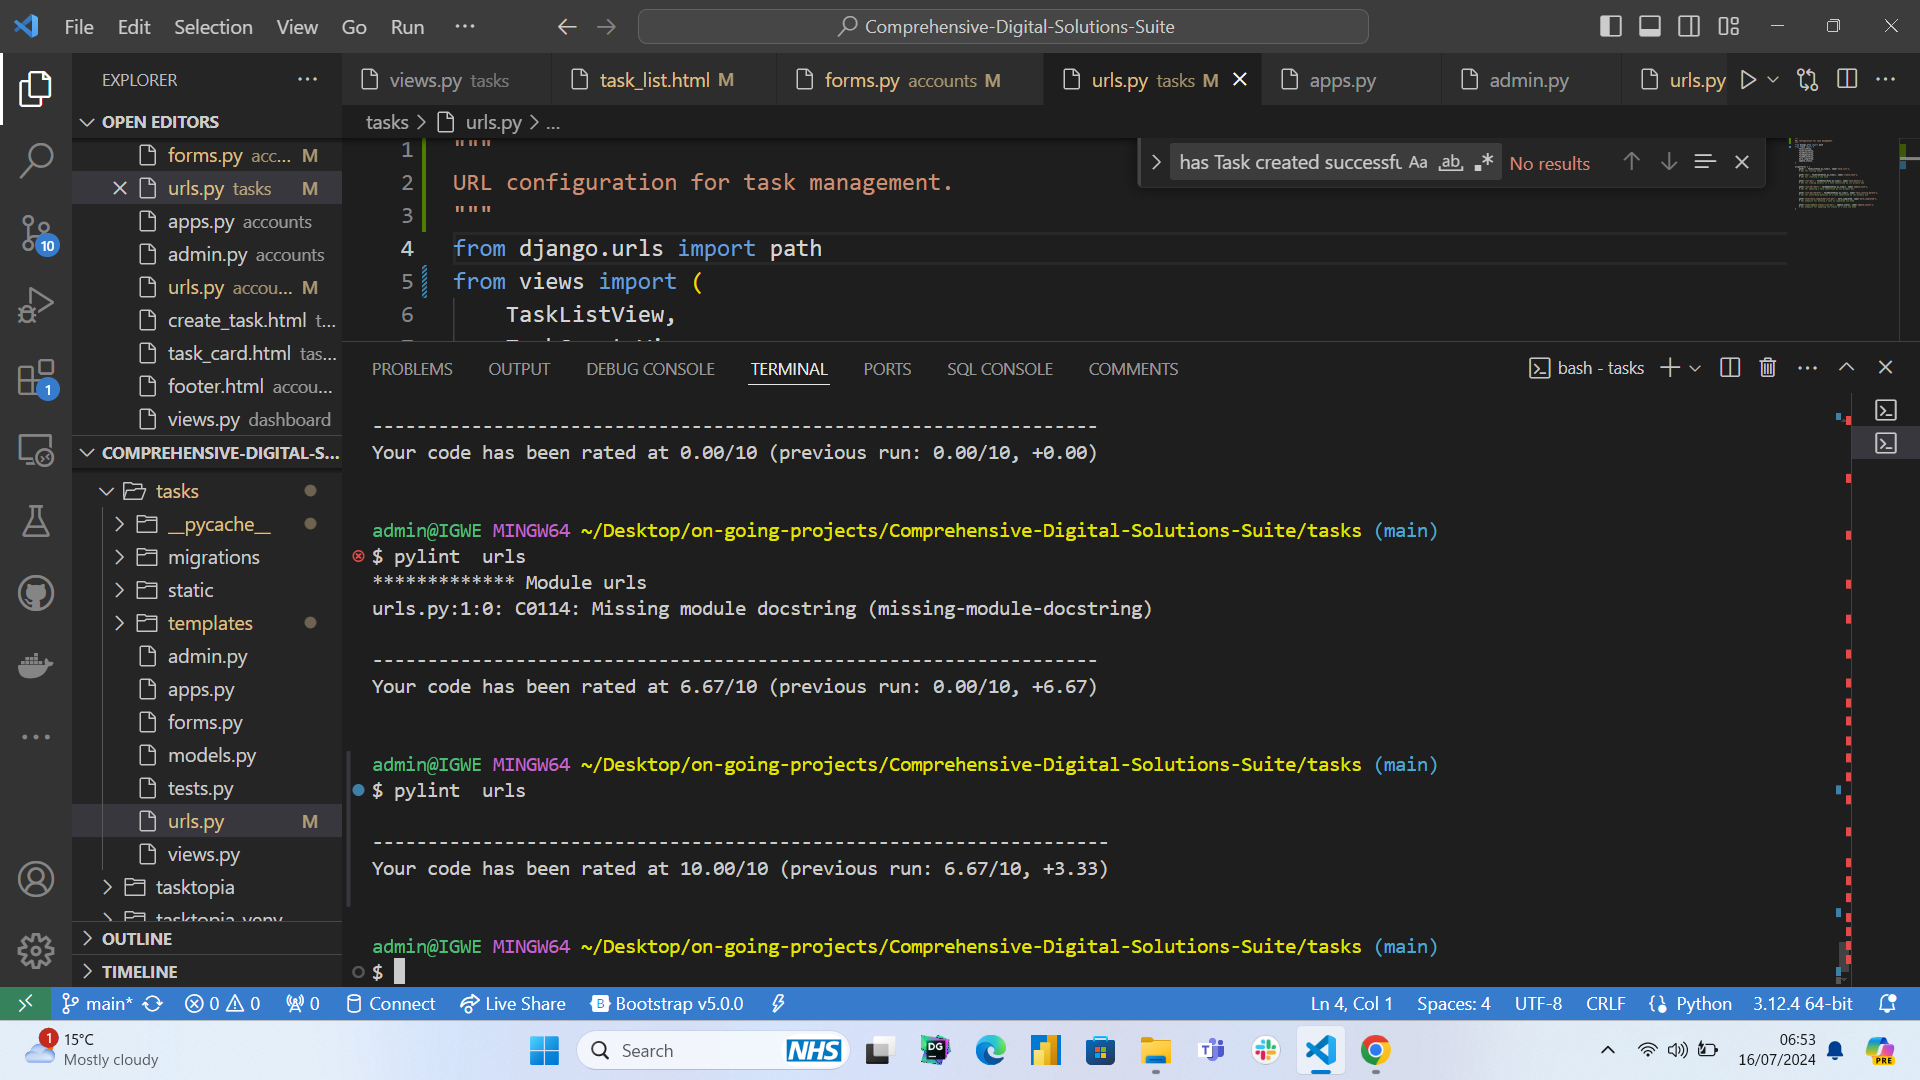 File Edit Selection View Go Run ...
Comprehensive-Digital-Solutions-Suite
EXPLORER
views.py tasks
task_list.html M
forms.py accounts M
urls.py tasks M
apps.py
admin.py
urls.py
OPEN EDITORS
forms.py acc... M
urls.py tasks M
apps.py accounts
admin.py accounts
urls.py accou... M
create_task.html t...
task_card.html tas...
footer.html accou...
views.py dashboard
COMPREHENSIVE-DIGITAL-S...
tasks
__pycache__
migrations
static
templates
admin.py
apps.py
forms.py
models.py
tests.py
urls.py M
views.py
tasktopia
tasktopia_venv
OUTLINE
TIMELINE
10
1
tasks > urls.py > ...
1 """
2 URL configuration for task management.
3 """
4 from django.urls import path
5 from views import (
6 TaskListView,
has Task created successfu Aa ab .* No results
PROBLEMS OUTPUT DEBUG CONSOLE TERMINAL PORTS SQL CONSOLE COMMENTS
bash - tasks
------------------------------------------------------------------
Your code has been rated at 0.00/10 (previous run: 0.00/10, +0.00)
admin@IGWE MINGW64 ~/Desktop/on-going-projects/Comprehensive-Digital-Solutions-Suite/tasks (main)
$ pylint  urls
************* Module urls
urls.py:1:0: C0114: Missing module docstring (missing-module-docstring)
------------------------------------------------------------------
Your code has been rated at 6.67/10 (previous run: 0.00/10, +6.67)
admin@IGWE MINGW64 ~/Desktop/on-going-projects/Comprehensive-Digital-Solutions-Suite/tasks (main)
$ pylint  urls
-------------------------------------------------------------------
Your code has been rated at 10.00/10 (previous run: 6.67/10, +3.33)
admin@IGWE MINGW64 ~/Desktop/on-going-projects/Comprehensive-Digital-Solutions-Suite/tasks (main)
$
main* 0 0 0 Connect Live Share B Bootstrap v5.0.0
Ln 4, Col 1 Spaces: 4 UTF-8 CRLF {} Python 3.12.4 64-bit
1
15°C
Mostly cloudy
Search
NHS
DG
PRE
06:53
16/07/2024